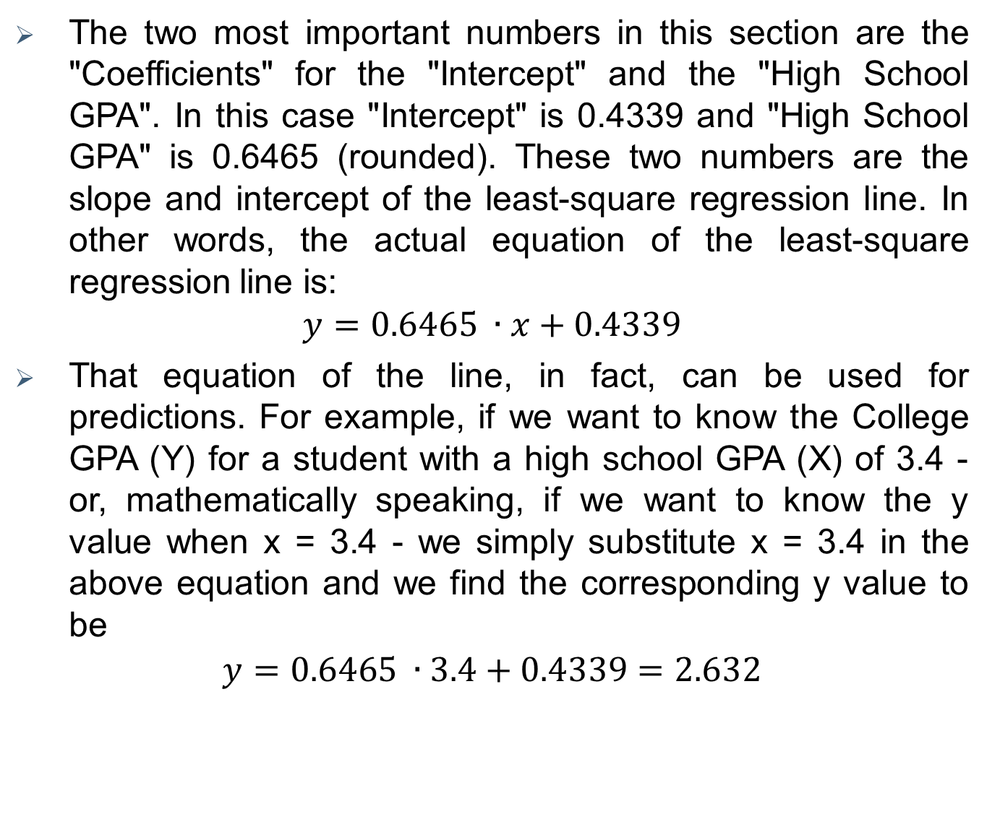 The two most important numbers in this section are the
"Coefficients" for the "Intercept" and the "High School
GPA". In this case "Intercept" is 0.4339 and "High School
GPA" is 0.6465 (rounded). These two numbers are the
slope and intercept of the least-square regression line. In
other words, the actual equation of the least-square
regression line is:
y = 0.6465 · x + 0.4339
That equation of the line, in fact, can be used for
predictions. For example, if we want to know the College
GPA (Y) for a student with a high school GPA (X) of 3.4 -
or, mathematically speaking, if we want to know the y
value when x = 3.4 - we simply substitute x = 3.4 in the
above equation and we find the corresponding y value to
be
y = 0.6465 · 3.4 + 0.4339 = 2.632